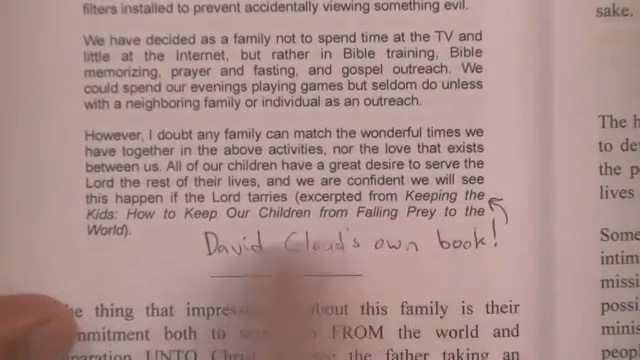 filters installed to prevent accidentally viewing something evil.
We have decided as a family not to spend time at the TV and
little at the Internet, but rather in Bible training, Bible
memorizing, prayer and fasting, and gospel outreach. We
could spend our evenings playing games but seldom do unless
with a neighboring family or individual as an outreach.
However, I doubt any family can match the wonderful times we
have together in the above activities, nor the love that exists
between us. All of our children have a great desire to serve the
Lord the rest of their lives, and we are confident we will see
this happen if the Lord tarries (excerpted from Keeping the
Kids: How to Keep Our Children from Falling Prey to the
World).
David Cloud's own book!
thing that about this family is their
both to FROM the world and
UNTO the father taking an
sake.
The h
to de
the p
lives
Some
intim
missi
possi
minis
peopl